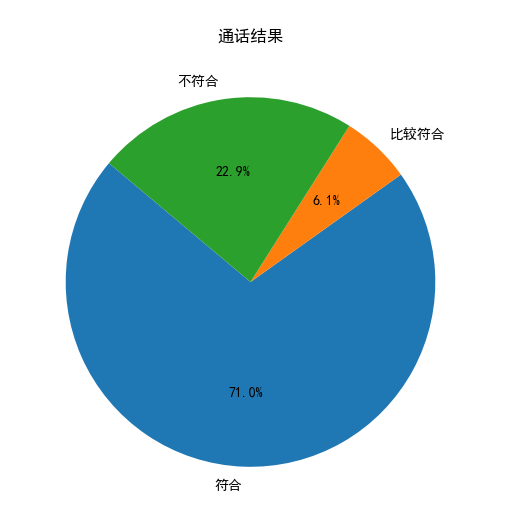 通话结果
不符合
比较符合
22.9%
6.1%
71.0%
符合